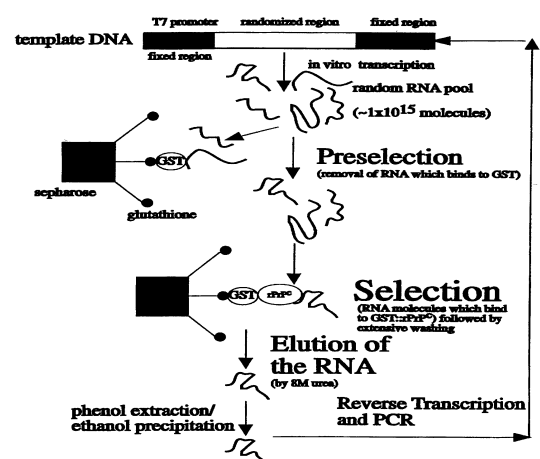 T7 promoter randomized region fixed region
template DNA
fixed region
in vitro transcription
random RNA pool
(~1x10^15 molecules)
GST
Preselection
(removal of RNA which binds to GST)
sepharose
glutathione
GST rPrP^C
Selection
(RNA molecules which bind
to GST::rPrP^C) followed by
extensive washing
Elution of
the RNA
(by 8M urea)
phenol extraction/
ethanol precipitation
Reverse Transcription
and PCR